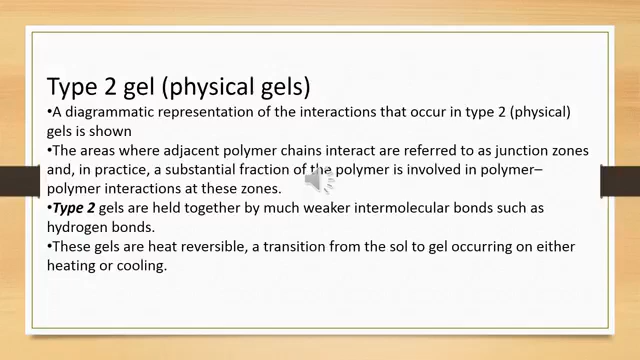 Type 2 gel (physical gels)
•A diagrammatic representation of the interactions that occur in type 2 (physical)
gels is shown
•The areas where adjacent polymer chains interact are referred to as junction zones
and, in practice, a substantial fraction of the polymer is involved in polymer–
polymer interactions at these zones.
•Type 2 gels are held together by much weaker intermolecular bonds such as
hydrogen bonds.
•These gels are heat reversible, a transition from the sol to gel occurring on either
heating or cooling.